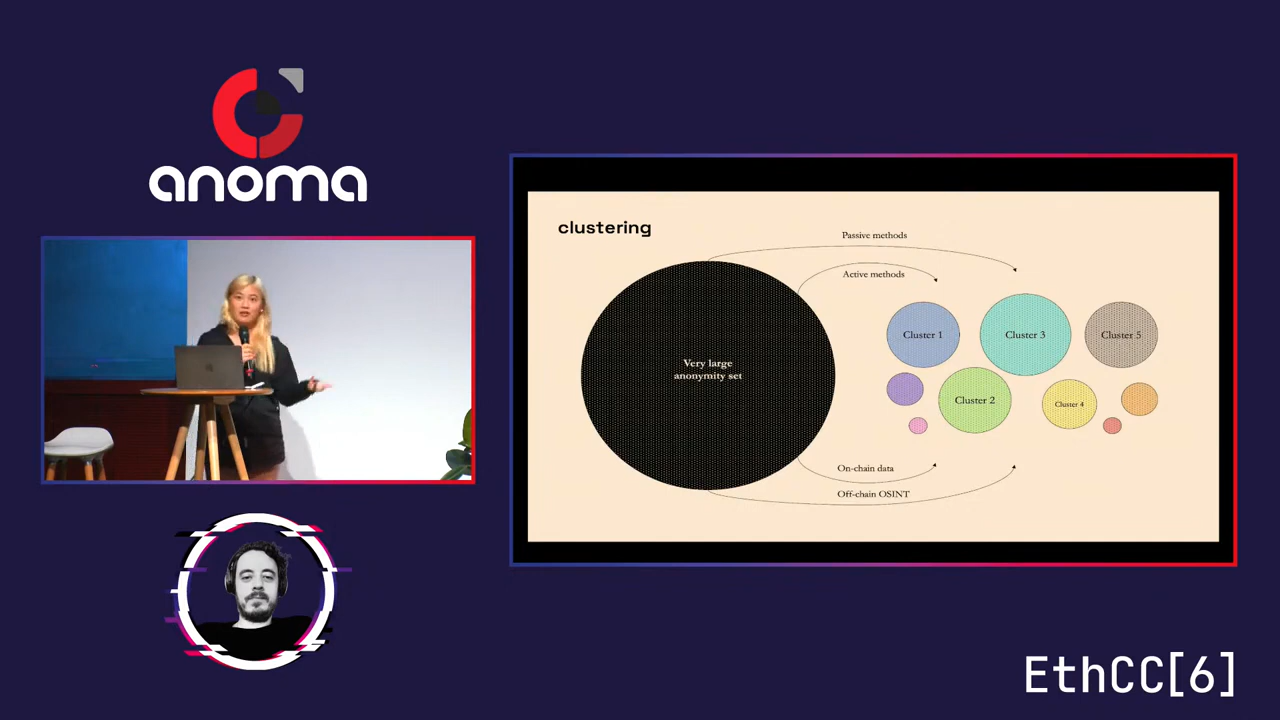 anoma
clustering
Passive methods
Active methods
Very large
anonymity set
Cluster 1
Cluster 3
Cluster 5
Cluster 2
Cluster 4
On-chain data
Off-chain OSINT
EthCC[6]